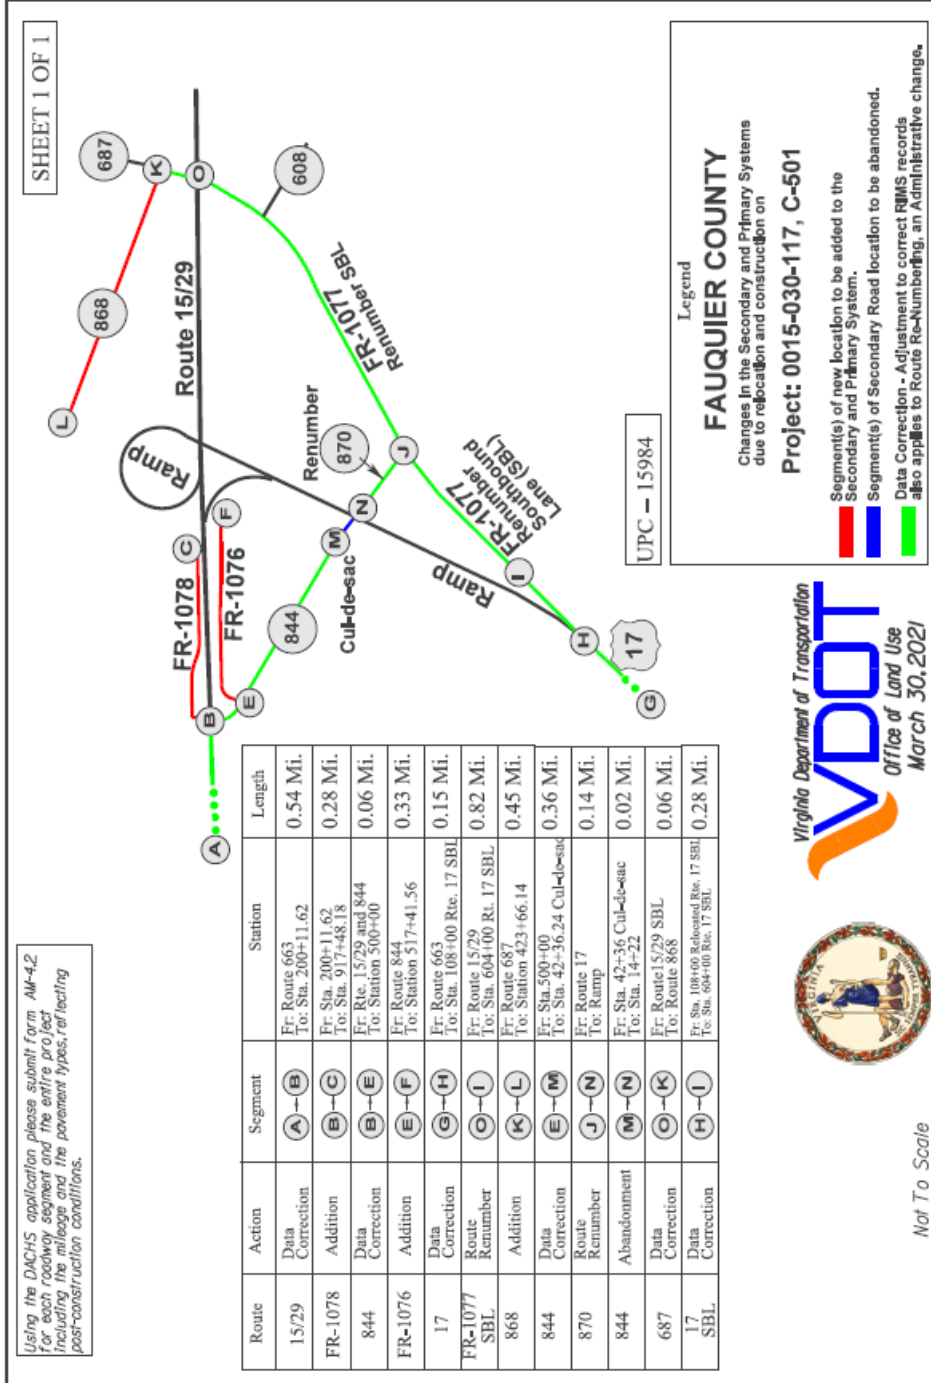 Using the DACHS application please submit form AM-4.2
for each roadway segment and the entire project
including the mileage and the pavement types,reflecting
post-construction conditions.
SHEET 1 OF 1
Route Action Segment Station Length
15/29 Data Correction A→B Fr: Route 663 To: Sta. 200+11.62 0.54 Mi.
FR-1078 Addition B→C Fr: Sta. 200+11.62 To: Sta. 917+48.18 0.28 Mi.
844 Data Correction B→E Fr: Rte. 15/29 and 844 To: Station 500+00 0.06 Mi.
FR-1076 Addition E→F Fr: Route 844 To: Station 517+41.56 0.33 Mi.
17 Data Correction G→H Fr: Route 663 To: Sta. 108+00 Rte. 17 SBL 0.15 Mi.
FR-1077 SBL Route Renumber O→I Fr: Route 15/29 To: Sta. 604+00 Rt. 17 SBL 0.82 Mi.
868 Addition K→L Fr: Route 687 To: Station 423+66.14 0.45 Mi.
844 Data Correction E→M Fr: Sta.500+00 To: Sta. 42+36.24 Cul-de-sac 0.36 Mi.
870 Route Renumber J→N Fr: Route 17 To: Ramp 0.14 Mi.
844 Abandonment M→N Fr: Sta. 42+36 Cul-de-sac To: Sta. 14+22 0.02 Mi.
687 Data Correction O→K Fr: Route15/29 SBL To: Route 868 0.06 Mi.
17 SBL Data Correction H→I Fr: Sta. 108+00 Relocated Rte. 17 SBL To: Sta. 604+00 Rte. 17 SBL 0.28 Mi.
A
B
C
FR-1078
E
F
FR-1076
Route 15/29
Ramp
L
868
K
687
O
608
844
Cul-de-sac
M
N
Renumber
870
J
FR-1077
Renumber SBL
FR-1077
Renumber
Southbound
Lane (SBL)
Ramp
I
H
17
G
UPC – 15984
Legend
FAUQUIER COUNTY
Changes in the Secondary and Primary Systems
due to relocation and construction on
Project: 0015-030-117, C-501
Segment(s) of new location to be added to the
Secondary and Primary System.
Segment(s) of Secondary Road location to be abandoned.
Data Correction - Adjustment to correct RIMS records
also applies to Route Re-Numbering, an Administrative change.
Not To Scale
VIRGINIA
Virginia Department of Transportation
VDOT
Office of Land Use
March 30,2021